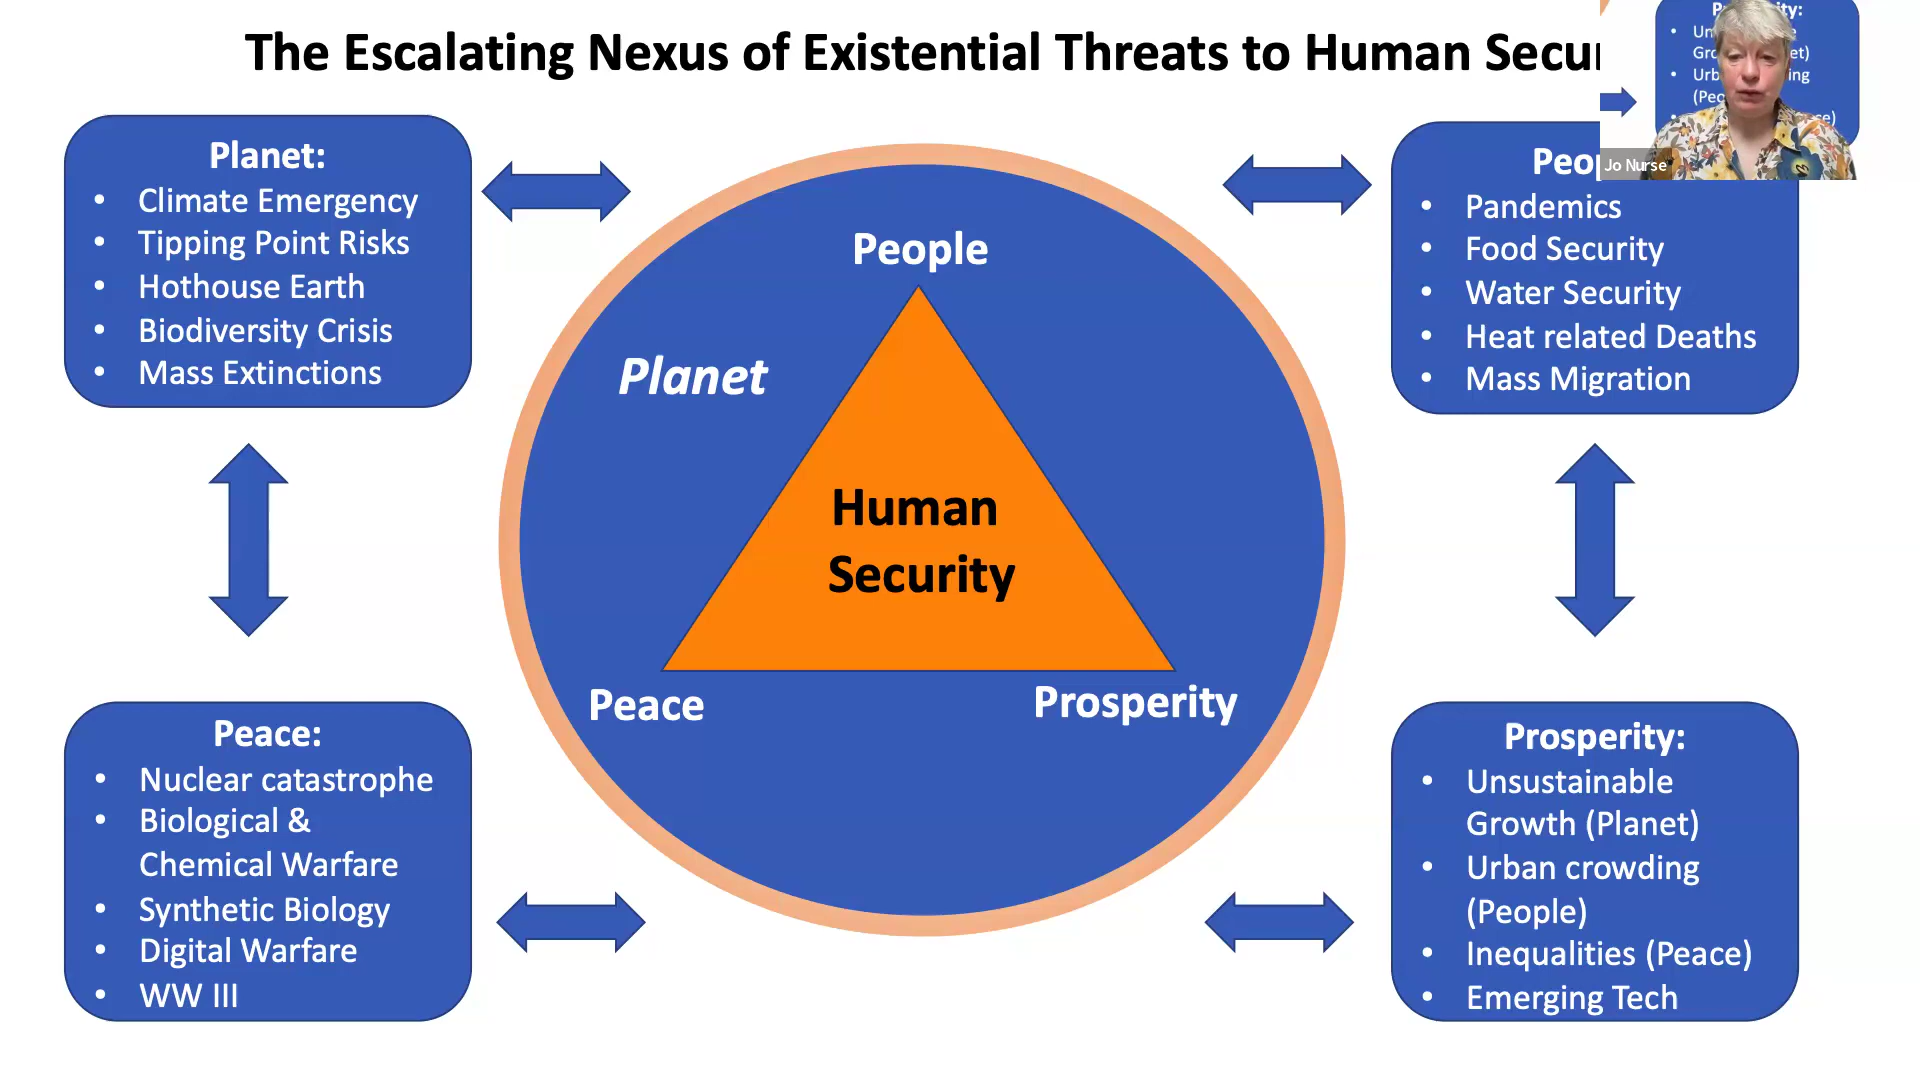 The Escalating Nexus of Existential Threats to Human
Planet:
• Climate Emergency
• Tipping Point Risks
• Hothouse Earth
• Biodiversity Crisis
• Mass Extinctions
• Pandemics
• Food Security
• Water Security
• Heat related Deaths
• Mass Migration
People
Planet
Human
Security
Peace
Prosperity
Peace:
• Nuclear catastrophe
• Biological &
Chemical Warfare
• Synthetic Biology
• Digital Warfare
• WW III
Prosperity:
• Unsustainable
Growth (Planet)
• Urban crowding
(People)
• Inequalities (Peace)
• Emerging Tech
Jo Nurse